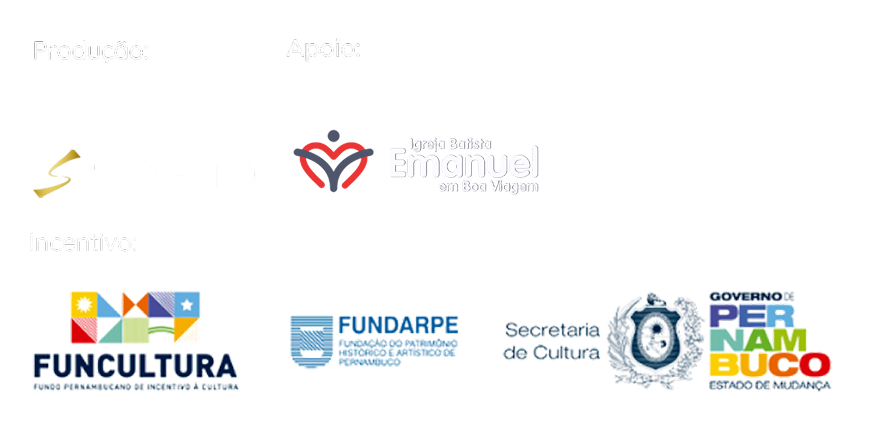 Produção:
Apoio:
Igreja Batista
Emanuel
em Boa Viagem
Incentivo:
FUNCULTURA
FUNDO PERNAMBUCANO DE INCENTIVO À CULTURA
FUNDARPE
FUNDAÇÃO DO PATRIMÔNIO
HISTÓRICO E ARTÍSTICO DE
PERNAMBUCO
Secretaria
de Cultura
GOVERNO DE
PER
NAM
BUCO
ESTADO DE MUDANÇA